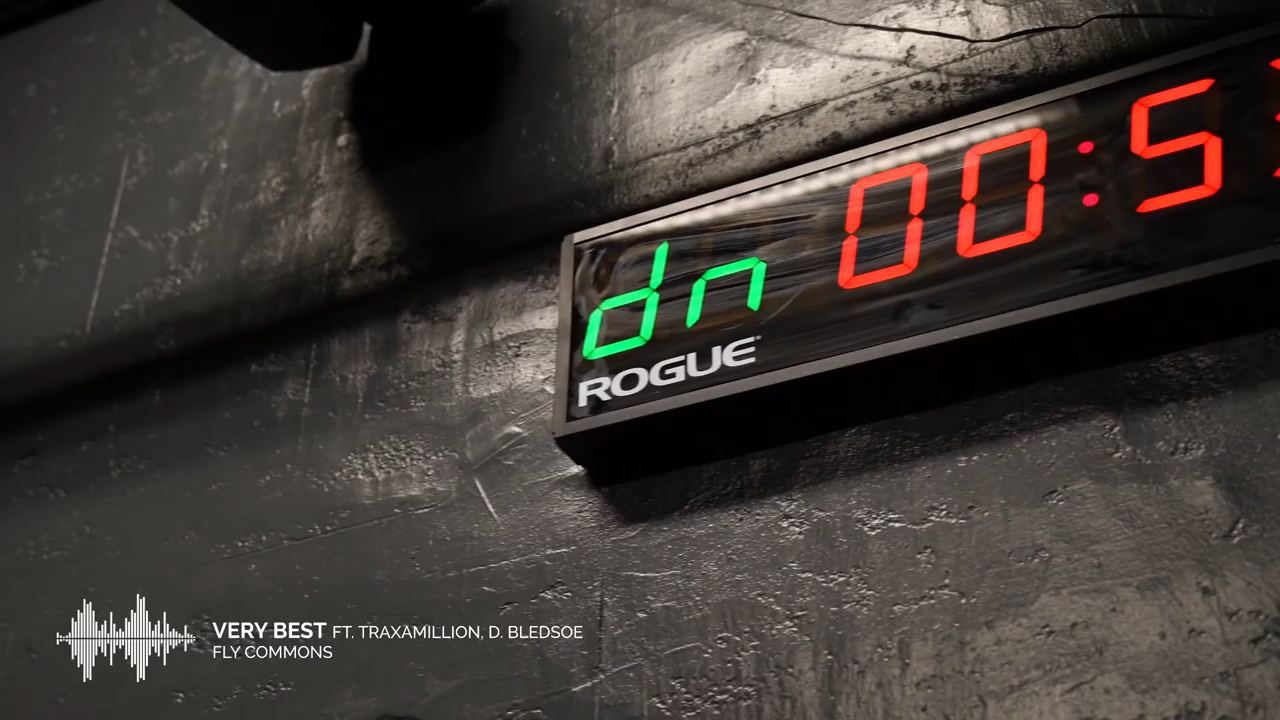 dn 00:5
ROGUE
VERY BEST FT. TRAXAMILLION, D. BLEDSOE
FLY COMMONS